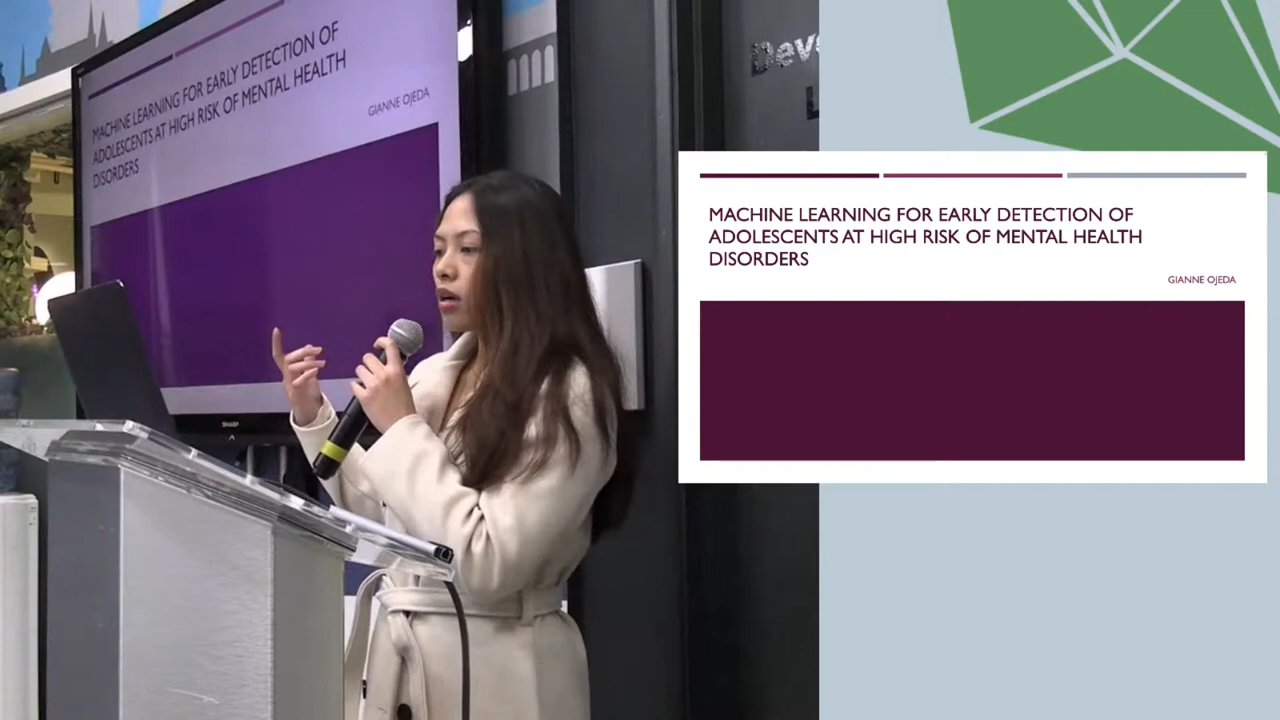 MACHINE LEARNING FOR EARLY DETECTION OF
ADOLESCENTS AT HIGH RISK OF MENTAL HEALTH
DISORDERS
GIANNE OJEDA
SHARP
Dev
L
MACHINE LEARNING FOR EARLY DETECTION OF
ADOLESCENTS AT HIGH RISK OF MENTAL HEALTH
DISORDERS
GIANNE OJEDA